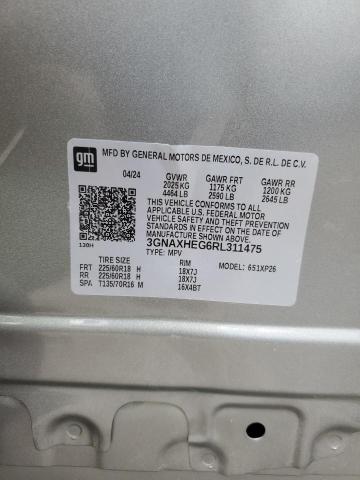 gm MFD BY GENERAL MOTORS DE MEXICO, S. DE R.L. DE C.V.
04/24 GVWR GAWR FRT GAWR RR
2025 KG 1175 KG 1200 KG
4464 LB 2590 LB 2645 LB
THIS VEHICLE CONFORMS TO ALL
APPLICABLE U.S. FEDERAL MOTOR
VEHICLE SAFETY AND THEFT PREVENTION
STANDARDS IN EFFECT ON THE DATE OF
MANUFACTURE SHOWN ABOVE.
3GNAXHEG6RL311475
TYPE: MPV MODEL: 651XP26
TIRE SIZE RIM
FRT 225/60R18 H 18X7J
RR 225/60R18 H 18X7J
SPA T135/70R16 M 16X4BT